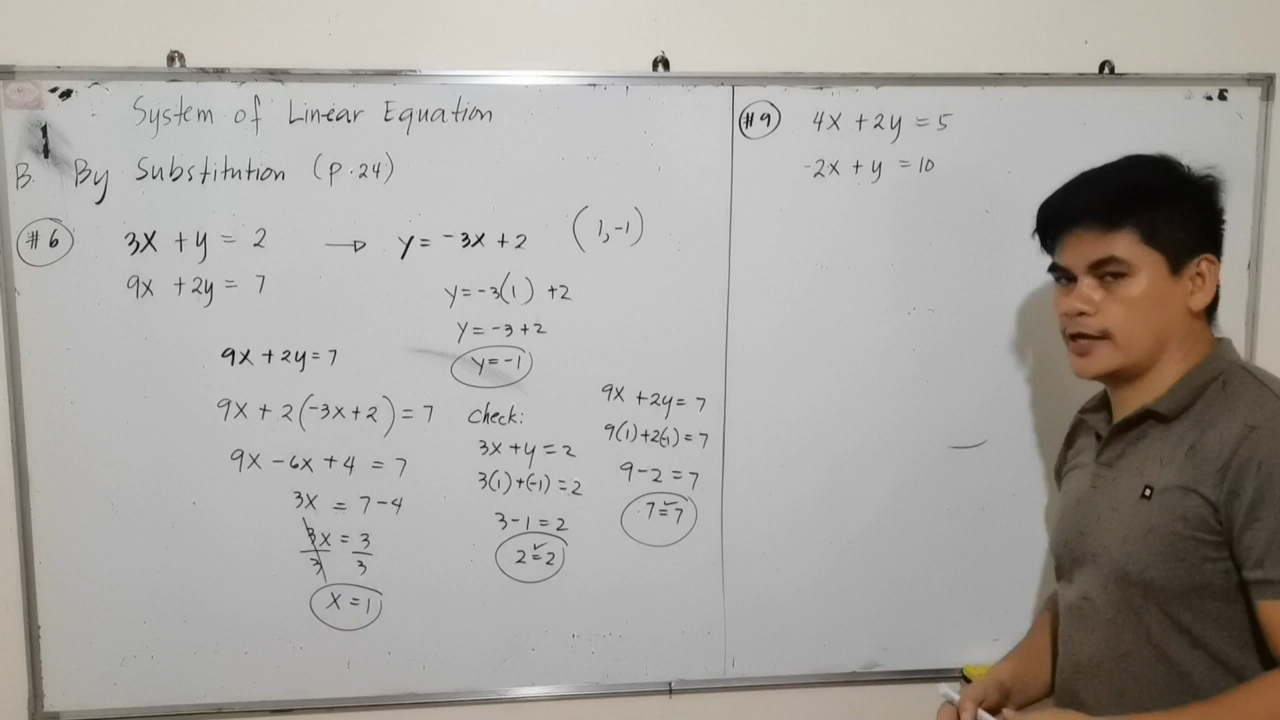 System of Linear Equation
B. By Substitution (p.24)
#6
3x + y = 2 → y = -3x + 2 (1,-1)
9x + 2y = 7
y = -3(1) + 2
y = -3 + 2
y = -1
9x + 2y = 7
9x + 2(-3x+2) = 7
9x - 6x + 4 = 7
3x = 7-4
3x = 3
3 3
x = 1
check:
3x + y = 2
3(1)+(-1) = 2
3-1 = 2
2 = 2
9x + 2y = 7
9(1)+2(-1) = 7
9-2 = 7
7 = 7
#9
4x + 2y = 5
-2x + y = 10